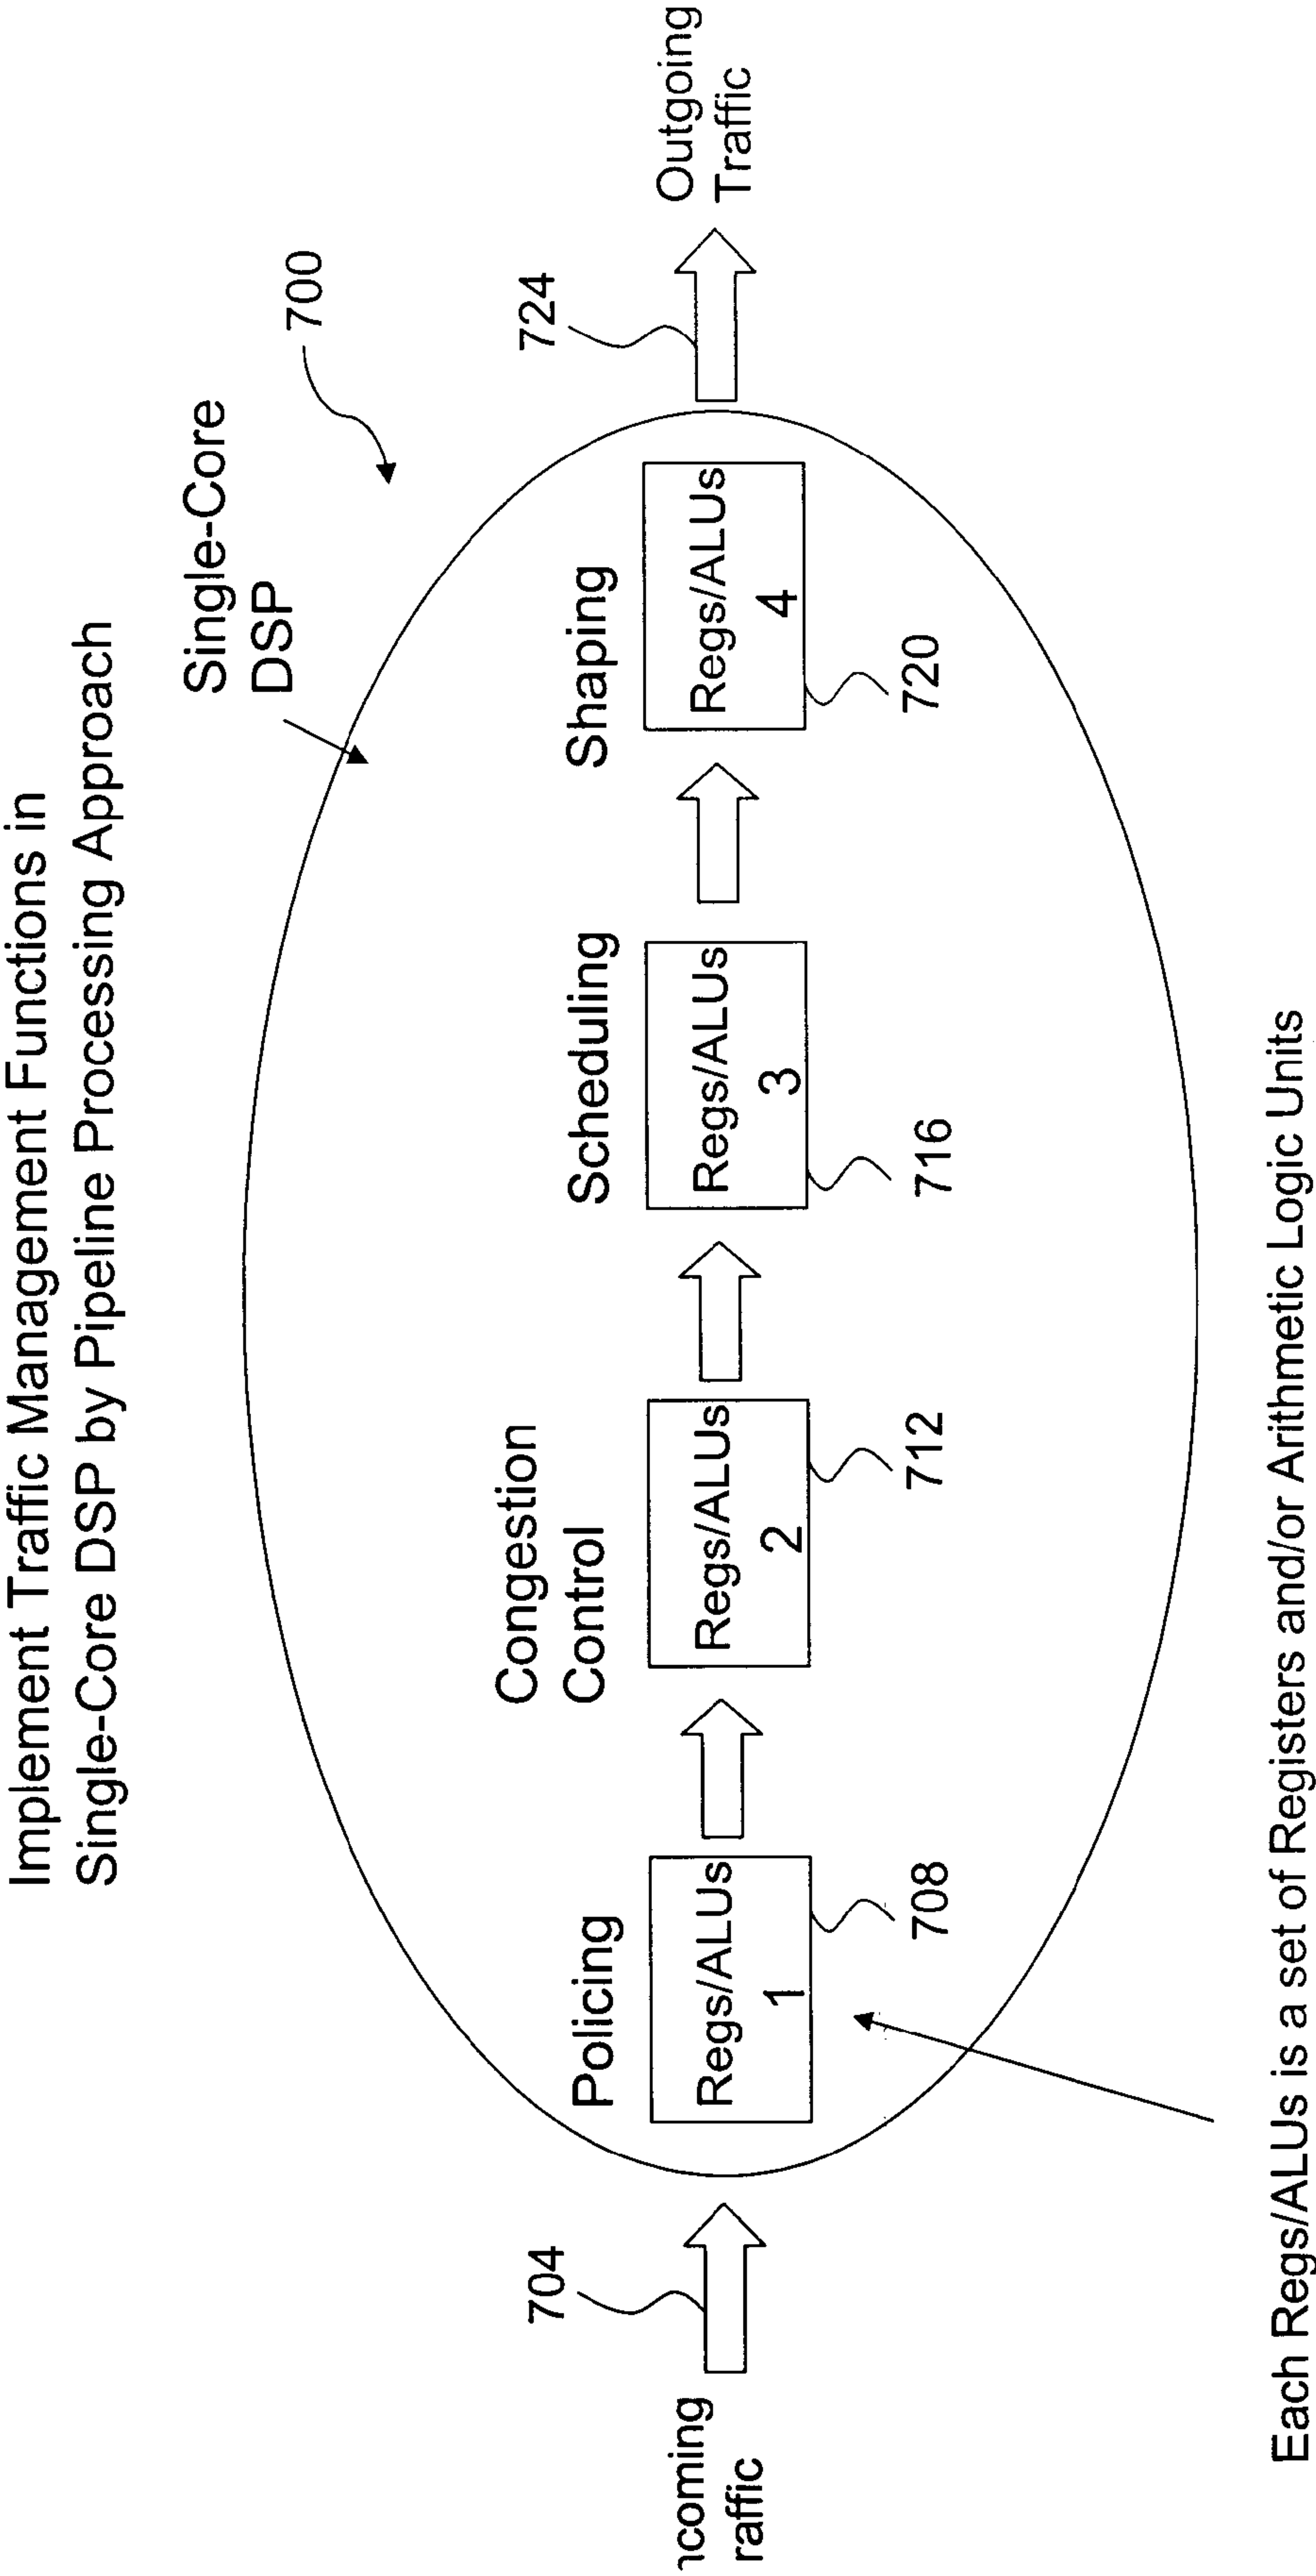 Implement Traffic Management Functions in
Single-Core DSP by Pipeline Processing Approach
Single-Core
DSP
700
704
Policing
Regs/ALUs
1
708
Congestion
Control
Regs/ALUs
2
712
Scheduling
Regs/ALUs
3
716
Shaping
Regs/ALUs
4
720
724
Outgoing
Traffic
Each Regs/ALUs is a set of Registers and/or Arithmetic Logic Units